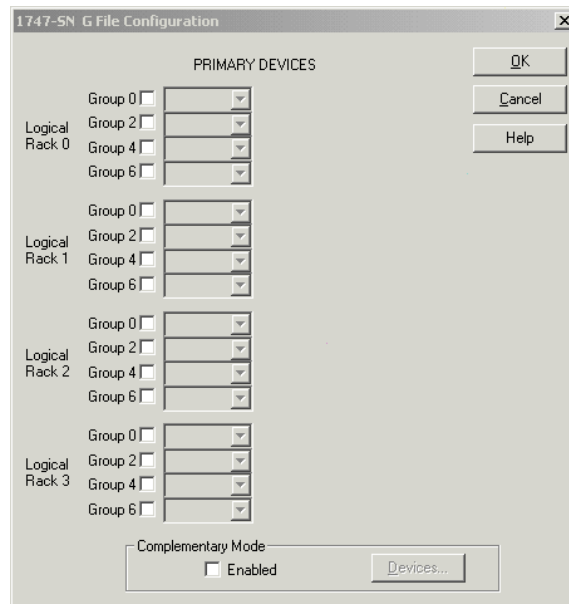 1747-SN G File Configuration
PRIMARY DEVICES
OK
Cancel
Help
Logical
Rack 0
Group 0
Group 2
Group 4
Group 6
Logical
Rack 1
Group 0
Group 2
Group 4
Group 6
Logical
Rack 2
Group 0
Group 2
Group 4
Group 6
Logical
Rack 3
Group 0
Group 2
Group 4
Group 6
Complementary Mode
Enabled
Devices...